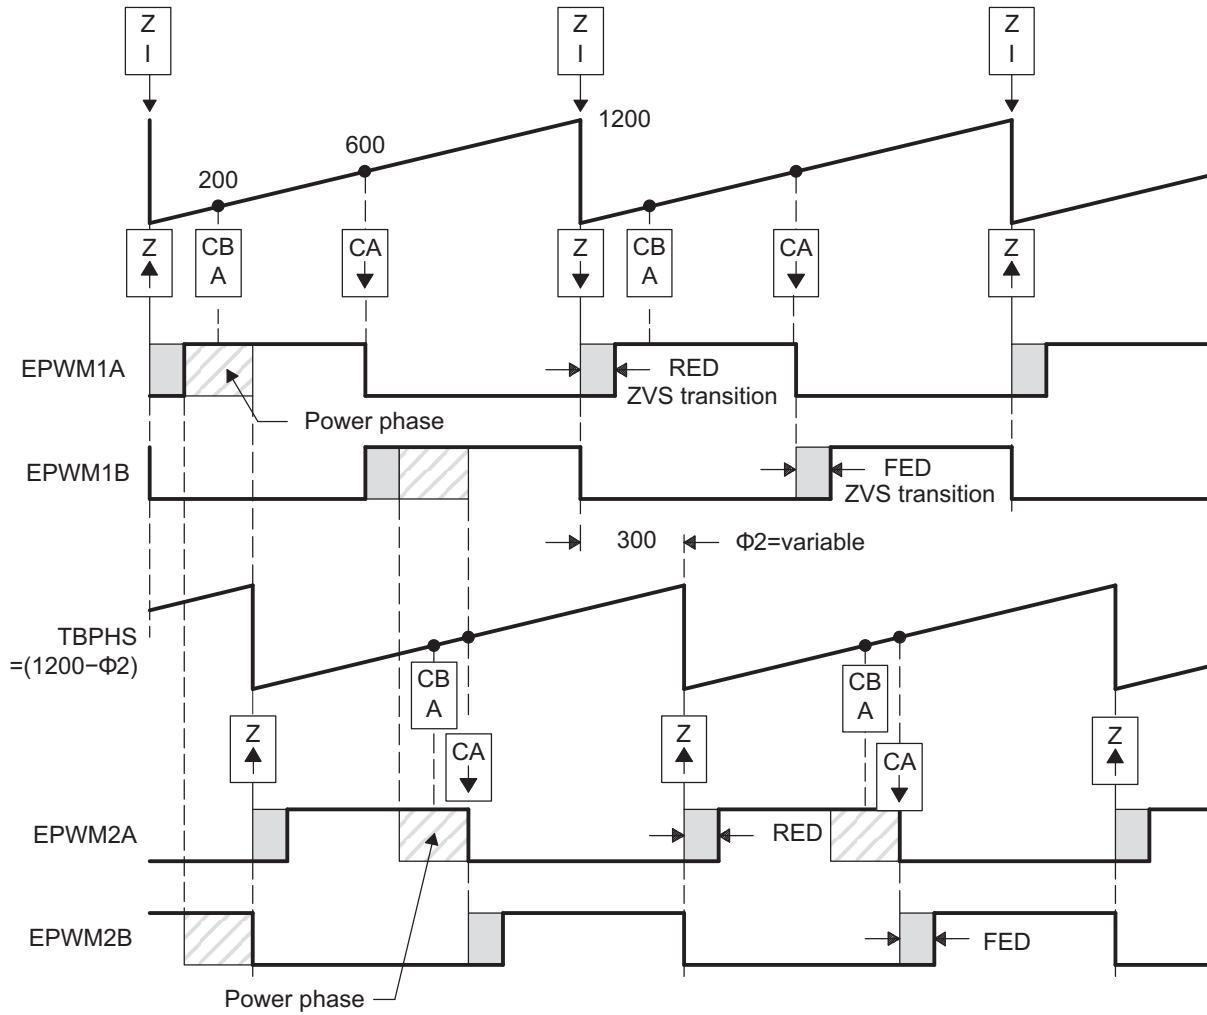 Z
I
Z
I
Z
I
1200
600
200
Z
CB
A
CA
Z
CB
A
CA
Z
EPWM1A
RED
ZVS transition
Power phase
EPWM1B
FED
ZVS transition
300
Φ2=variable
TBPHS
=(1200−Φ2)
CB
A
CB
A
Z
CA
Z
CA
Z
EPWM2A
RED
EPWM2B
FED
Power phase